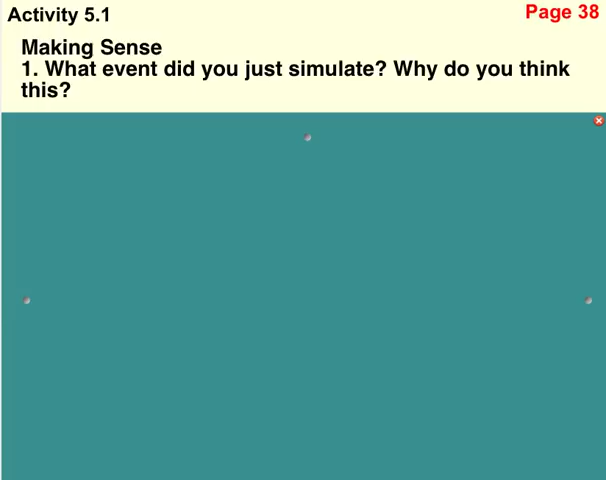 Activity 5.1
Page 38
Making Sense
1. What event did you just simulate? Why do you think
this?